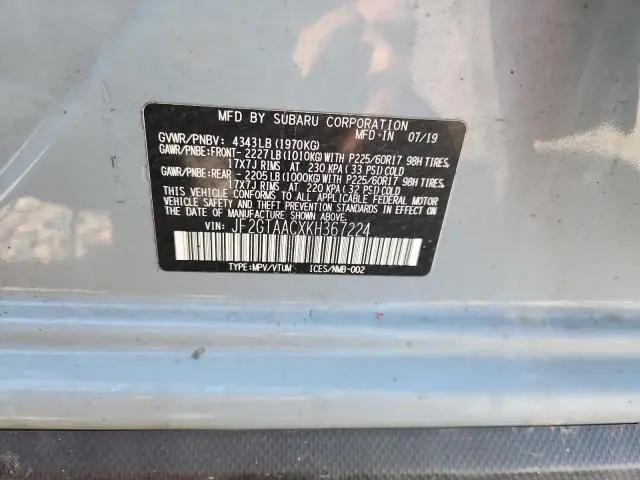 MFD BY SUBARU CORPORATION
MFD-IN 07/19
GVWR/PNBV: 4343LB(1970KG)
GAWR/PNBE:FRONT- 2227LB(1010KG)WITH P225/60R17 98H TIRES,
17X7J RIMS AT 230 KPA(33 PSI)COLD
GAWR/PNBE:REAR - 2205LB(1000KG)WITH P225/60R17 98H TIRES,
17X7J RIMS AT 220 KPA(32 PSI)COLD
THIS VEHICLE CONFORMS TO ALL APPLICABLE FEDERAL MOTOR
VEHICLE SAFETY AND THEFT PREVENTION STANDARDS IN EFFECT
ON THE DATE OF MANUFACTURE SHOWN ABOVE.
VIN: JF2GTAACXKH367224
TYPE:MPV/VTUM ICES/NMB-002